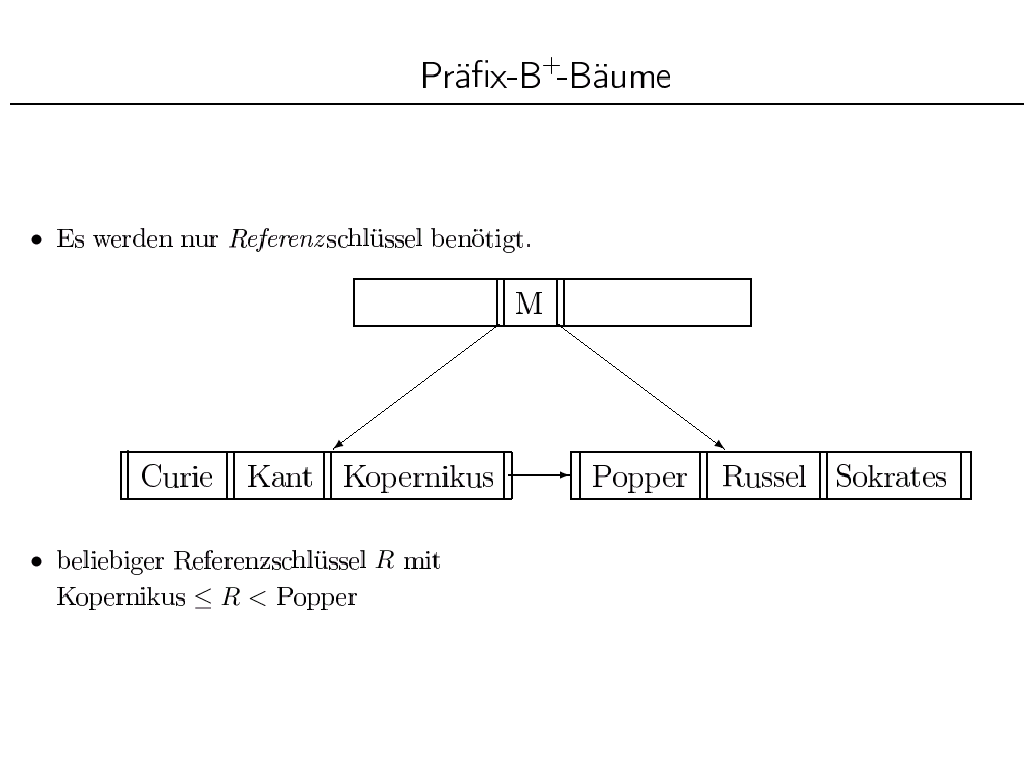 Präfix-B+-Bäume
• Es werden nur Referenzschlüssel benötigt.
M
Curie Kant Kopernikus Popper Russel Sokrates
• beliebiger Referenzschlüssel R mit
Kopernikus ≤ R < Popper